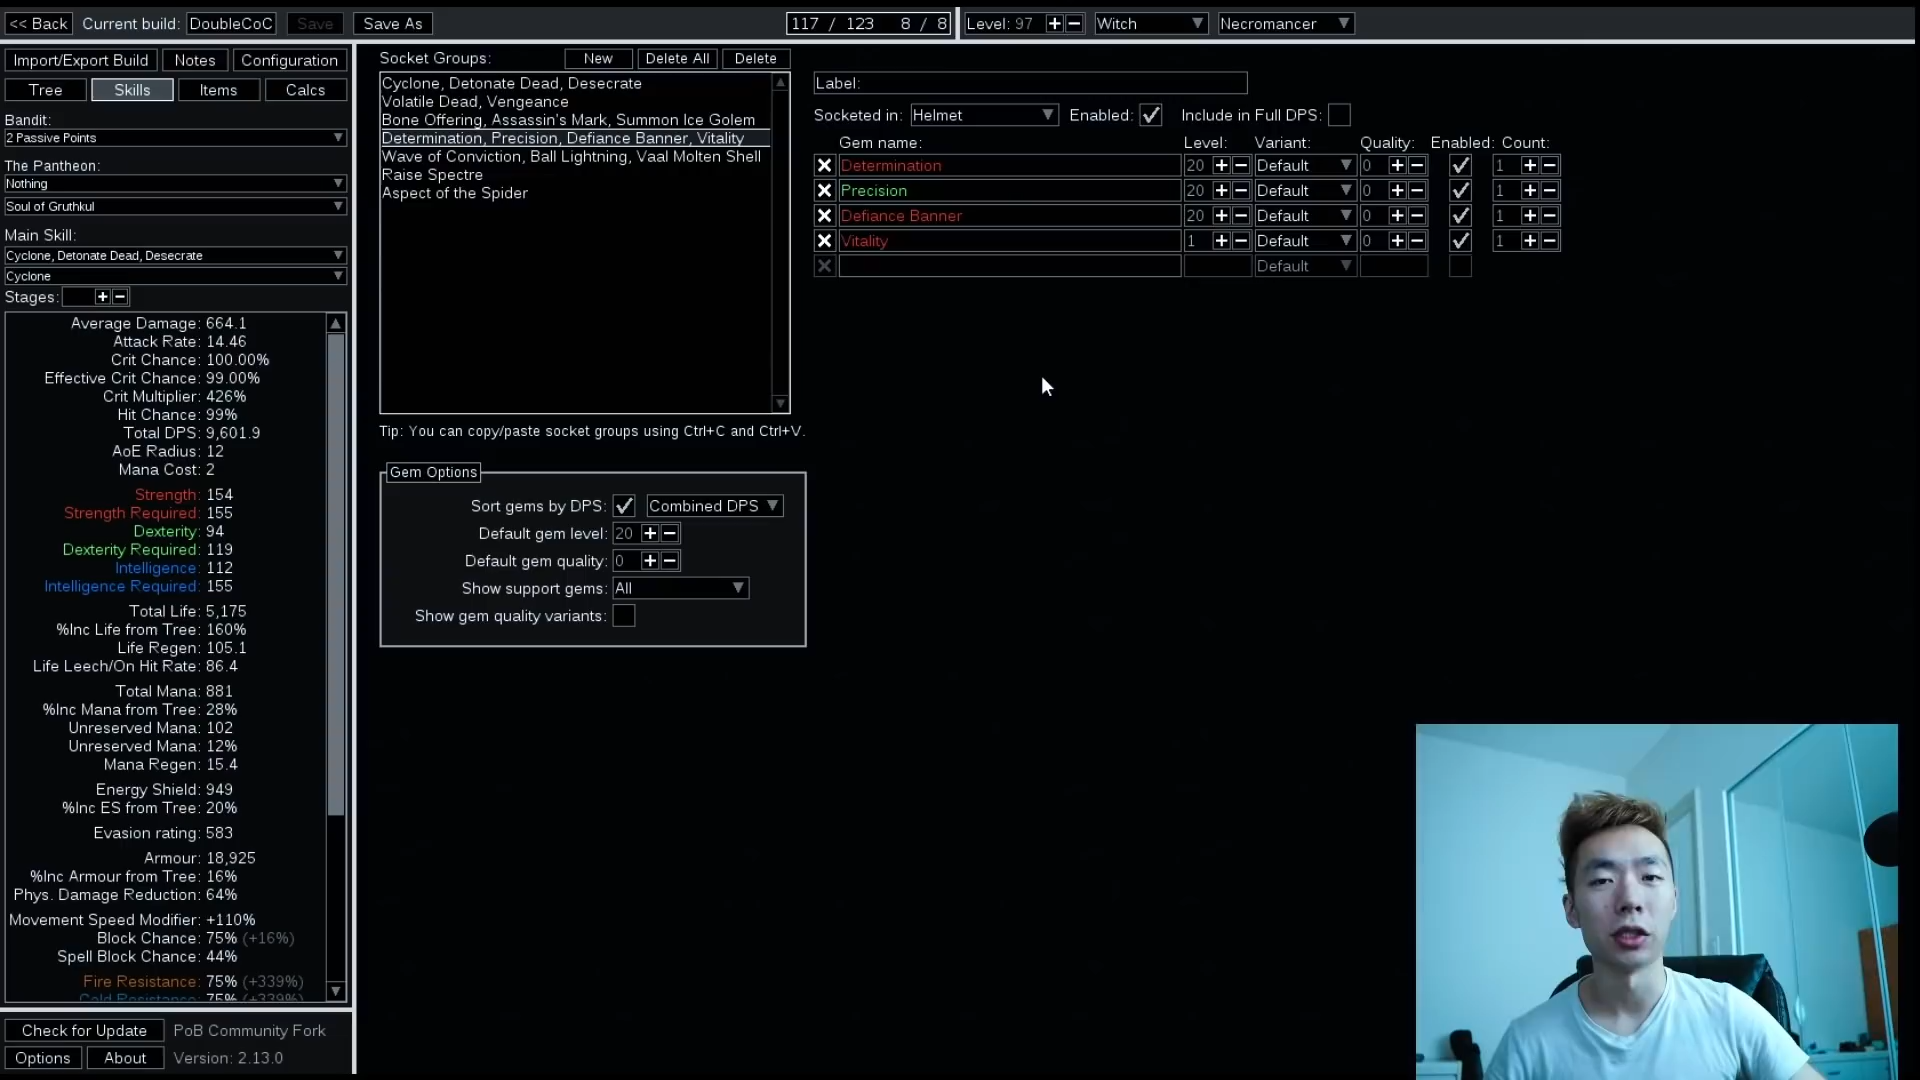 << Back Current build: DoubleCoC Save Save As 117 / 123 8 / 8 Level: 97 + − Witch Necromancer
Import/Export Build Notes Configuration
Tree Skills Items Calcs
Bandit:
2 Passive Points
The Pantheon:
Nothing
Soul of Gruthkul
Main Skill:
Cyclone, Detonate Dead, Desecrate
Cyclone
Stages: + −
Average Damage: 664.1
Attack Rate: 14.46
Crit Chance: 100.00%
Effective Crit Chance: 99.00%
Crit Multiplier: 426%
Hit Chance: 99%
Total DPS: 9,601.9
AoE Radius: 12
Mana Cost: 2
Strength: 154
Strength Required: 155
Dexterity: 94
Dexterity Required: 119
Intelligence: 112
Intelligence Required: 155
Total Life: 5,175
%Inc Life from Tree: 160%
Life Regen: 105.1
Life Leech/On Hit Rate: 86.4
Total Mana: 881
%Inc Mana from Tree: 28%
Unreserved Mana: 102
Unreserved Mana: 12%
Mana Regen: 15.4
Energy Shield: 949
%Inc ES from Tree: 20%
Evasion rating: 583
Armour: 18,925
%Inc Armour from Tree: 16%
Phys. Damage Reduction: 64%
Movement Speed Modifier: +110%
Block Chance: 75% (+16%)
Spell Block Chance: 44%
Fire Resistance: 75% (+339%)
Cold Resistance: 75% (+339%)
Check for Update PoB Community Fork
Options About Version: 2.13.0
Socket Groups: New Delete All Delete
Cyclone, Detonate Dead, Desecrate
Volatile Dead, Vengeance
Bone Offering, Assassin's Mark, Summon Ice Golem
Determination, Precision, Defiance Banner, Vitality
Wave of Conviction, Ball Lightning, Vaal Molten Shell
Raise Spectre
Aspect of the Spider
Tip: You can copy/paste socket groups using Ctrl+C and Ctrl+V.
Gem Options
Sort gems by DPS: Combined DPS
Default gem level: 20 + −
Default gem quality: 0 + −
Show support gems: All
Show gem quality variants:
Label:
Socketed in: Helmet Enabled: Include in Full DPS:
Gem name: Level: Variant: Quality: Enabled: Count:
Determination 20 + − Default 0 + − 1 + −
Precision 20 + − Default 0 + − 1 + −
Defiance Banner 20 + − Default 0 + − 1 + −
Vitality 1 + − Default 0 + − 1 + −
Default